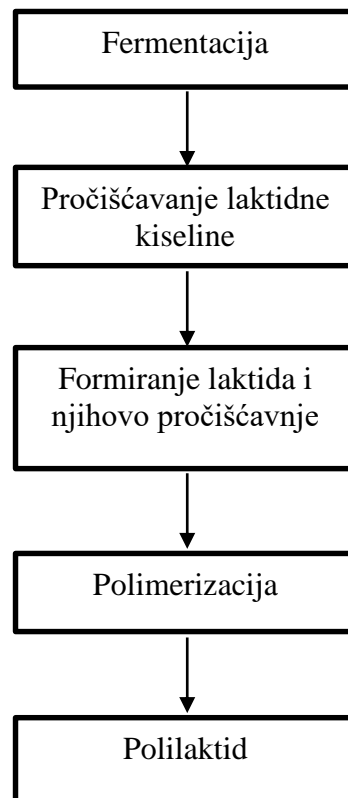 Fermentacija
Pročišćavanje laktidne
kiseline
Formiranje laktida i
njihovo pročišćavnje
Polimerizacija
Polilaktid